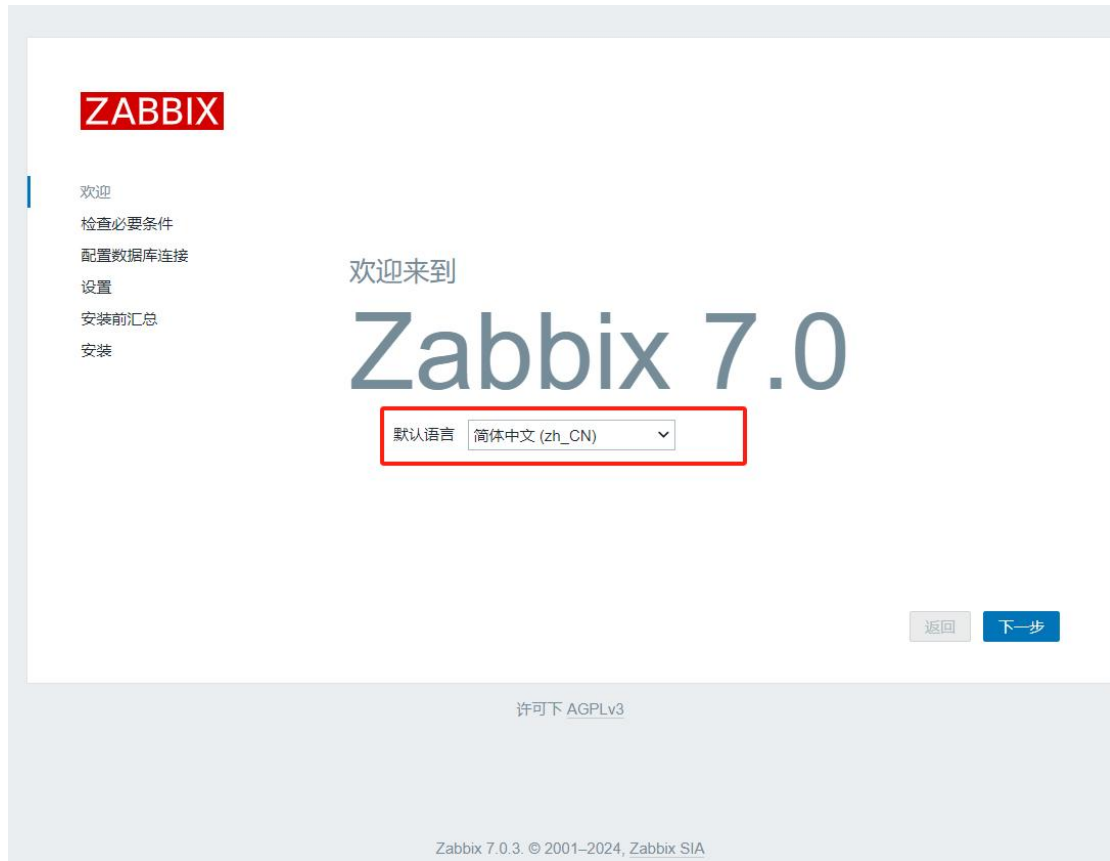 ZABBIX
欢迎
检查必要条件
配置数据库连接
设置
安装前汇总
安装
欢迎来到
Zabbix 7.0
默认语言 简体中文 (zh_CN)
返回 下一步
许可下 AGPLv3
Zabbix 7.0.3. © 2001–2024, Zabbix SIA